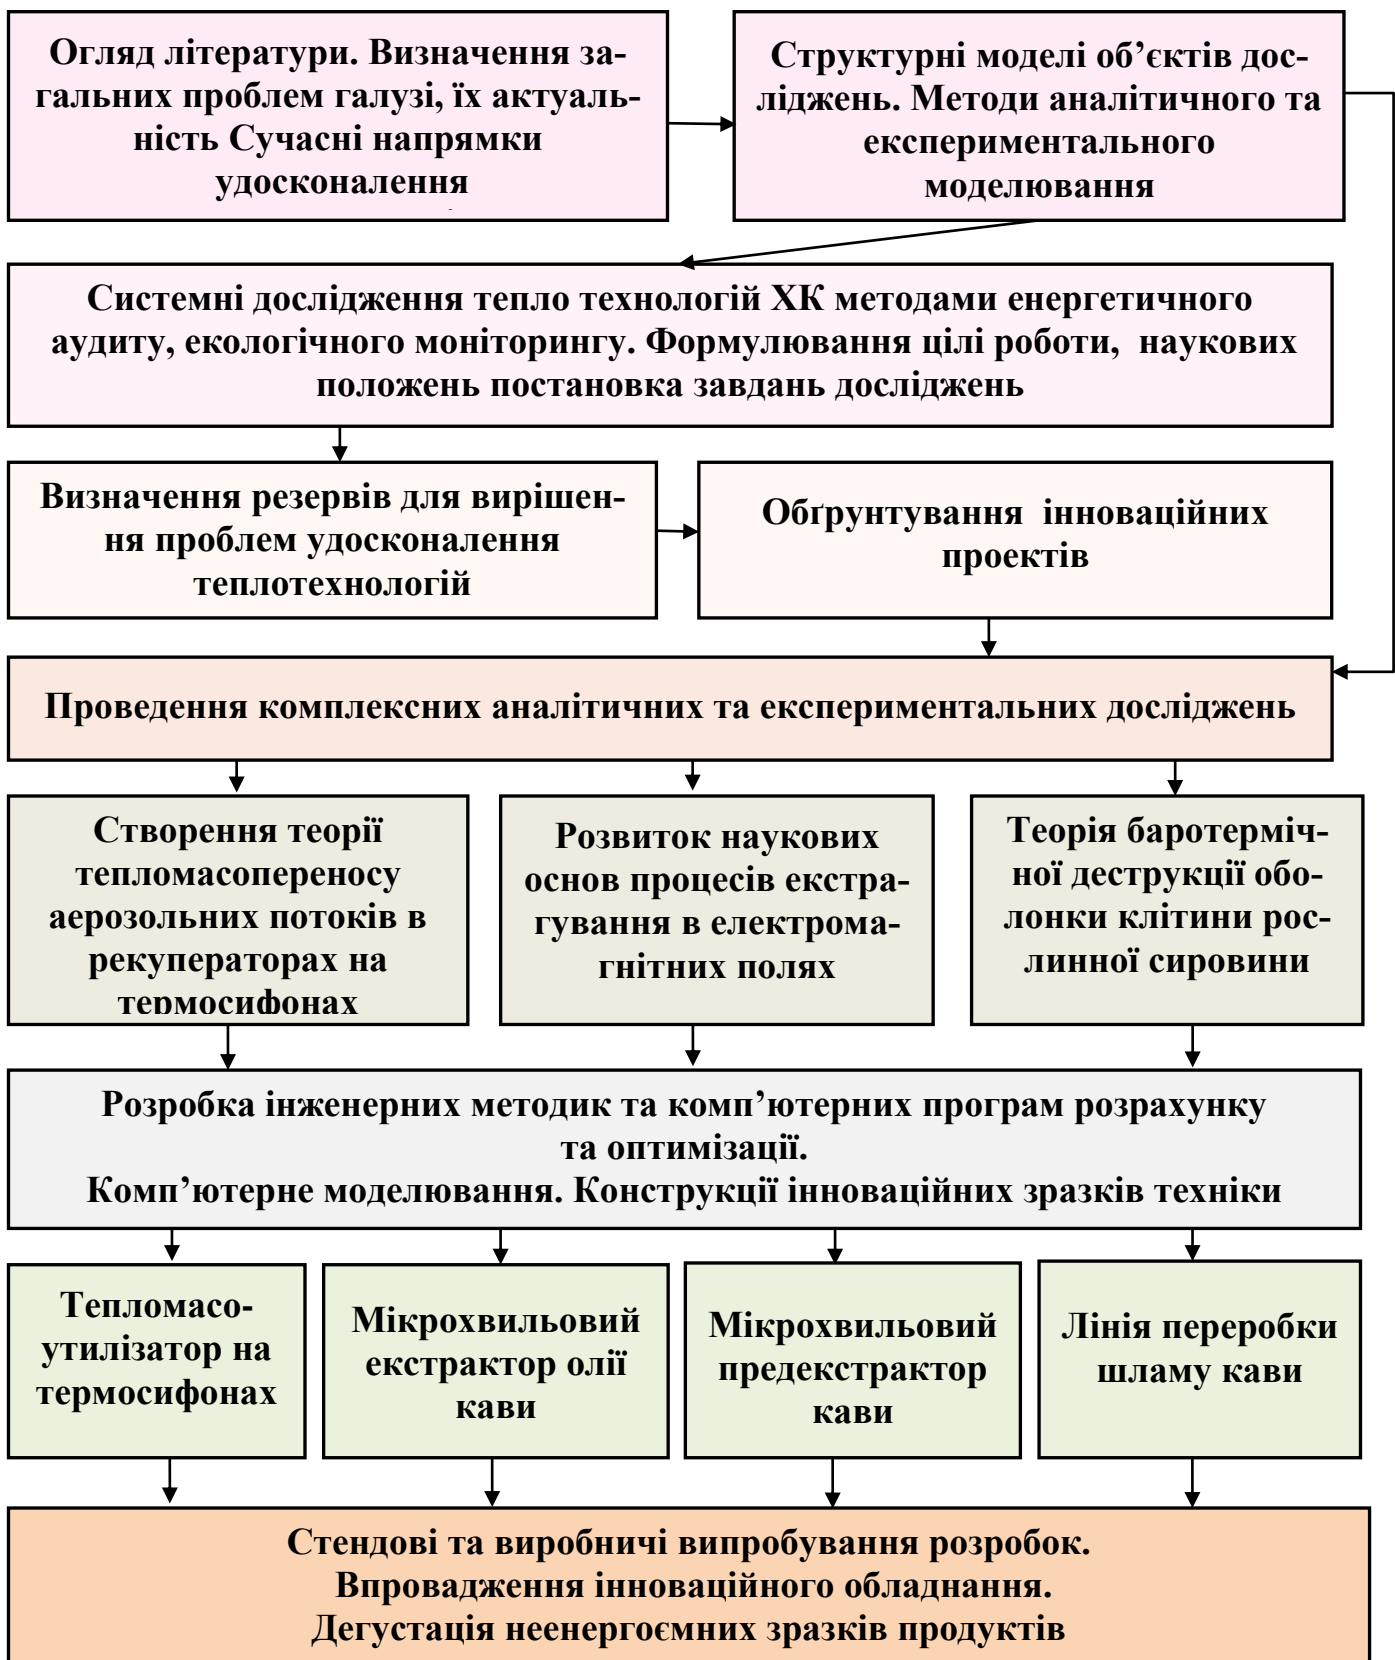 Огляд літератури. Визначення за-
гальних проблем галузі, їх актуаль-
ність Сучасні напрямки
удосконалення
Структурні моделі об’єктів дос-
ліджень. Методи аналітичного та
експериментального
моделювання
Системні дослідження тепло технологій ХК методами енергетичного
аудиту, екологічного моніторингу. Формулювання цілі роботи, наукових
положень постановка завдань досліджень
Визначення резервів для вирішен-
ня проблем удосконалення
теплотехнологій
Обґрунтування інноваційних
проектів
Проведення комплексних аналітичних та експериментальних досліджень
Створення теорії
тепломасопереносу
аерозольних потоків в
рекуператорах на
термосифонах
Розвиток наукових
основ процесів екстра-
гування в електрома-
гнітних полях
Теорія баротерміч-
ної деструкції обо-
лонки клітини рос-
линної сировини
Розробка інженерних методик та комп’ютерних програм розрахунку
та оптимізації.
Комп’ютерне моделювання. Конструкції інноваційних зразків техніки
Тепломасо-
утилізатор на
термосифонах
Мікрохвильовий
екстрактор олії
кави
Мікрохвильовий
предекстрактор
кави
Лінія переробки
шламу кави
Стендові та виробничі випробування розробок.
Впровадження інноваційного обладнання.
Дегустація неенергоємних зразків продуктів